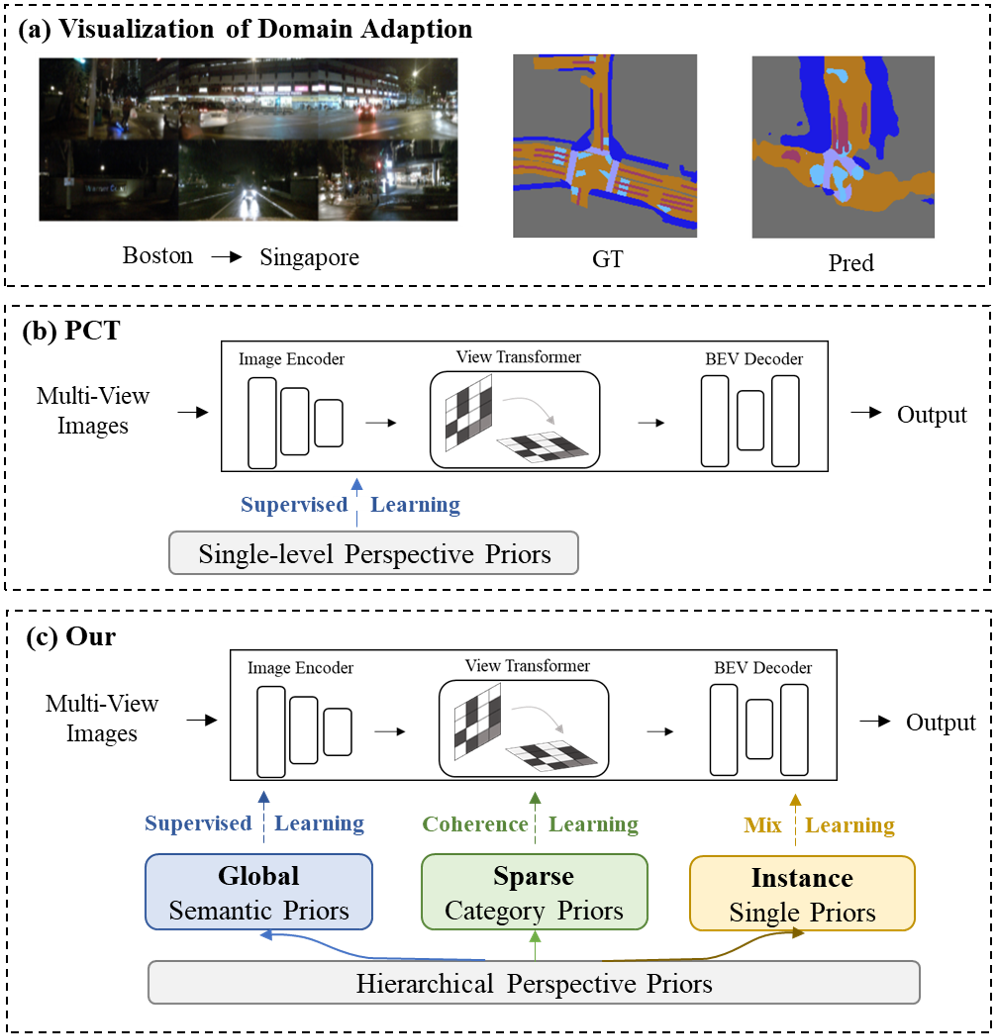 (a) Visualization of Domain Adaption
Boston → Singapore
GT
Pred
(b) PCT
Multi-View
Images
Image Encoder
View Transformer
BEV Decoder
Output
Supervised Learning
Single-level Perspective Priors
(c) Our
Multi-View
Images
Image Encoder
View Transformer
BEV Decoder
Output
Supervised Learning
Coherence Learning
Mix Learning
Global
Semantic Priors
Sparse
Category Priors
Instance
Single Priors
Hierarchical Perspective Priors